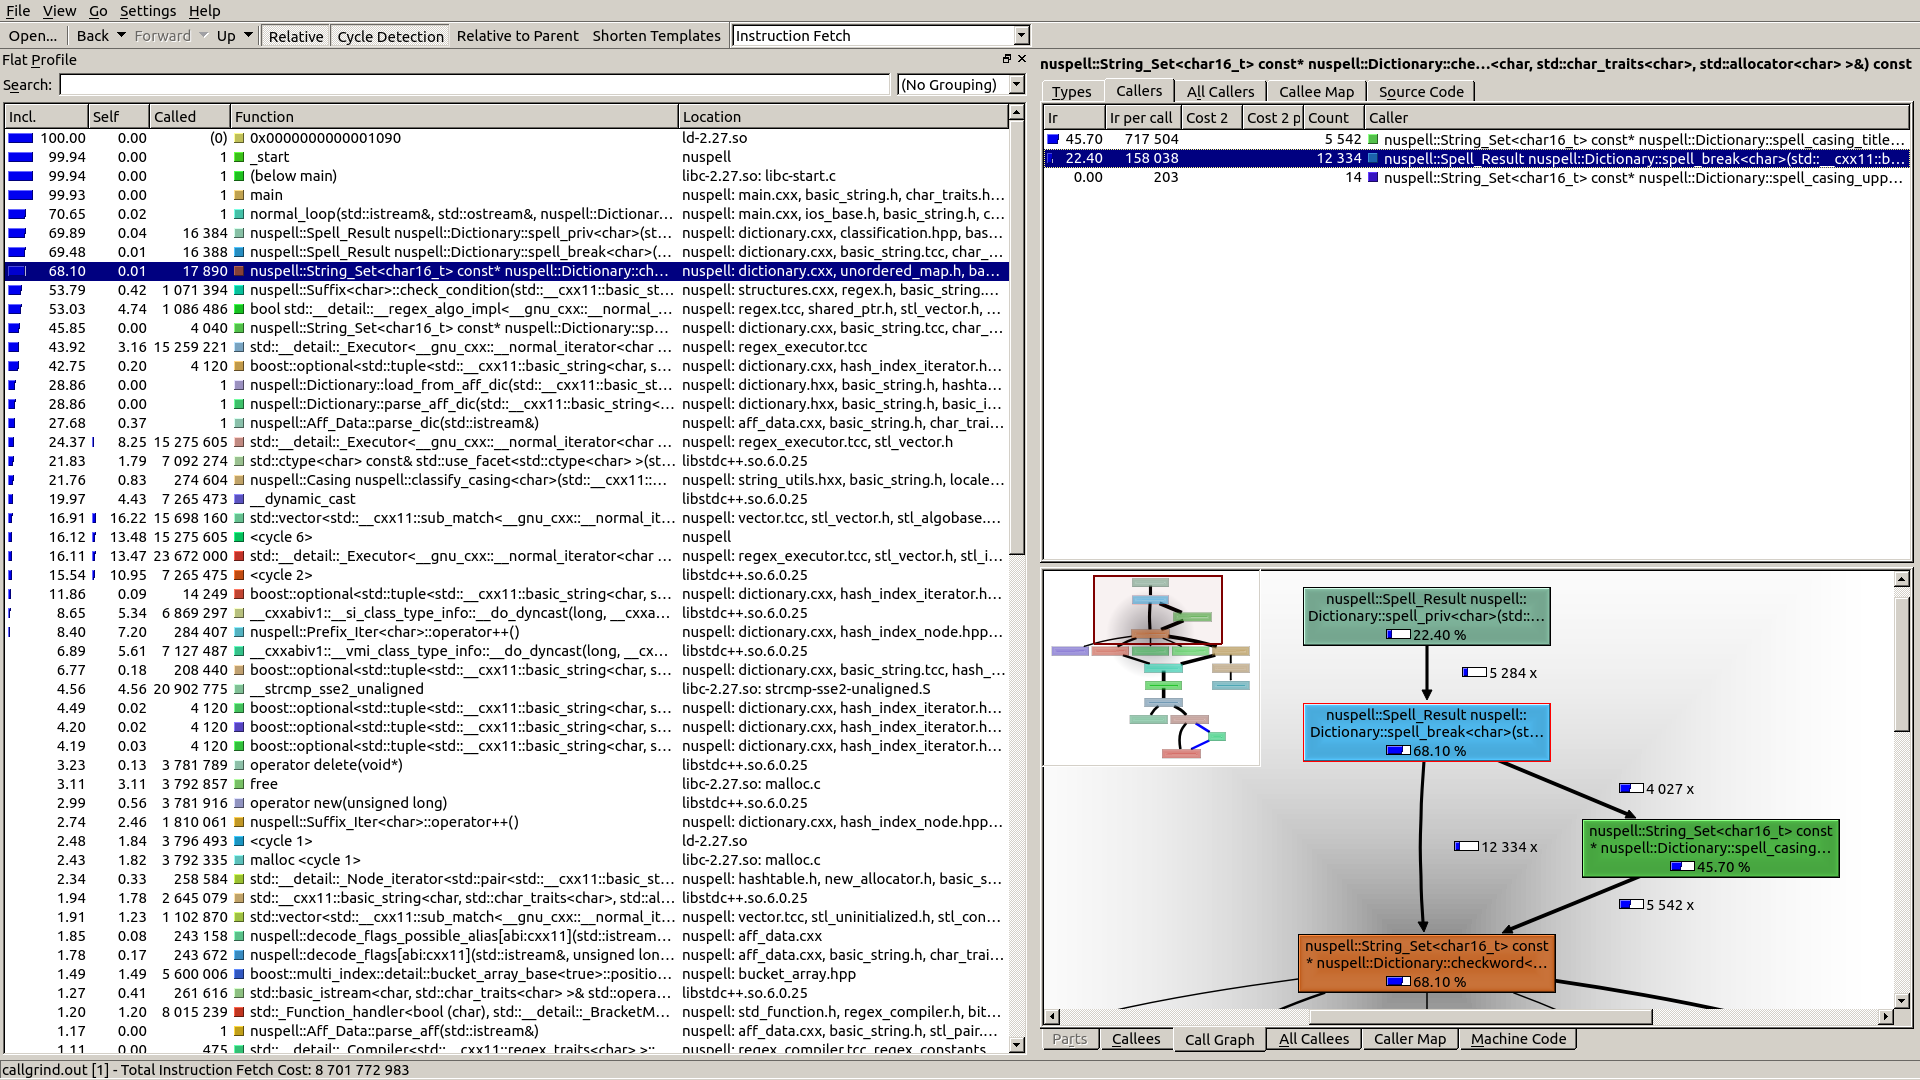 File View Go Settings Help
Open... Back Forward Up Relative Cycle Detection Relative to Parent Shorten Templates Instruction Fetch
Flat Profile
Search: (No Grouping)
Incl. Self Called Function Location
100.00 0.00 (0) 0x0000000000001090 ld-2.27.so
99.94 0.00 1 _start nuspell
99.94 0.00 1 (below main) libc-2.27.so: libc-start.c
99.93 0.00 1 main nuspell: main.cxx, basic_string.h, char_traits.h...
70.65 0.02 1 normal_loop(std::istream&, std::ostream&, nuspell::Dictionar... nuspell: main.cxx, ios_base.h, basic_string.h, c...
69.89 0.04 16 384 nuspell::Spell_Result nuspell::Dictionary::spell_priv<char>(st... nuspell: dictionary.cxx, classification.hpp, bas...
69.48 0.01 16 388 nuspell::Spell_Result nuspell::Dictionary::spell_break<char>(... nuspell: dictionary.cxx, basic_string.tcc, char_...
68.10 0.01 17 890 nuspell::String_Set<char16_t> const* nuspell::Dictionary::ch... nuspell: dictionary.cxx, unordered_map.h, ba...
53.79 0.42 1 071 394 nuspell::Suffix<char>::check_condition(std::__cxx11::basic_st... nuspell: structures.cxx, regex.h, basic_string....
53.03 4.74 1 086 486 bool std::__detail::__regex_algo_impl<__gnu_cxx::__normal_... nuspell: regex.tcc, shared_ptr.h, stl_vector.h, ...
45.85 0.00 4 040 nuspell::String_Set<char16_t> const* nuspell::Dictionary::sp... nuspell: dictionary.cxx, basic_string.tcc, char_...
43.92 3.16 15 259 221 std::__detail::_Executor<__gnu_cxx::__normal_iterator<char ... nuspell: regex_executor.tcc
42.75 0.20 4 120 boost::optional<std::tuple<std::__cxx11::basic_string<char, s... nuspell: dictionary.cxx, hash_index_iterator.h...
28.86 0.00 1 nuspell::Dictionary::load_from_aff_dic(std::__cxx11::basic_st... nuspell: dictionary.hxx, basic_string.h, hashta...
28.86 0.00 1 nuspell::Dictionary::parse_aff_dic(std::__cxx11::basic_string<... nuspell: dictionary.hxx, basic_string.h, basic_i...
27.68 0.37 1 nuspell::Aff_Data::parse_dic(std::istream&) nuspell: aff_data.cxx, basic_string.h, char_trai...
24.37 8.25 15 275 605 std::__detail::_Executor<__gnu_cxx::__normal_iterator<char ... nuspell: regex_executor.tcc, stl_vector.h
21.83 1.79 7 092 274 std::ctype<char> const& std::use_facet<std::ctype<char> >(st... libstdc++.so.6.0.25
21.76 0.83 274 604 nuspell::Casing nuspell::classify_casing<char>(std::__cxx11::... nuspell: string_utils.hxx, basic_string.h, locale...
19.97 4.43 7 265 473 __dynamic_cast libstdc++.so.6.0.25
16.91 16.22 15 698 160 std::vector<std::__cxx11::sub_match<__gnu_cxx::__normal_it... nuspell: vector.tcc, stl_vector.h, stl_algobase....
16.12 13.48 15 275 605 <cycle 6> nuspell
16.11 13.47 23 672 000 std::__detail::_Executor<__gnu_cxx::__normal_iterator<char ... nuspell: regex_executor.tcc, stl_vector.h, stl_i...
15.54 10.95 7 265 475 <cycle 2> libstdc++.so.6.0.25
11.86 0.09 14 249 boost::optional<std::tuple<std::__cxx11::basic_string<char, s... nuspell: dictionary.cxx, hash_index_iterator.h...
8.65 5.34 6 869 297 __cxxabiv1::__si_class_type_info::__do_dyncast(long, __cxxa... libstdc++.so.6.0.25
8.40 7.20 284 407 nuspell::Prefix_Iter<char>::operator++() nuspell: dictionary.cxx, hash_index_node.hpp...
6.89 5.61 7 127 487 __cxxabiv1::__vmi_class_type_info::__do_dyncast(long, __cx... libstdc++.so.6.0.25
6.77 0.18 208 440 boost::optional<std::tuple<std::__cxx11::basic_string<char, s... nuspell: dictionary.cxx, basic_string.tcc, hash_...
4.56 4.56 20 902 775 __strcmp_sse2_unaligned libc-2.27.so: strcmp-sse2-unaligned.S
4.49 0.02 4 120 boost::optional<std::tuple<std::__cxx11::basic_string<char, s... nuspell: dictionary.cxx, hash_index_iterator.h...
4.20 0.02 4 120 boost::optional<std::tuple<std::__cxx11::basic_string<char, s... nuspell: dictionary.cxx, hash_index_iterator.h...
4.19 0.03 4 120 boost::optional<std::tuple<std::__cxx11::basic_string<char, s... nuspell: dictionary.cxx, hash_index_iterator.h...
3.23 0.13 3 781 789 operator delete(void*) libstdc++.so.6.0.25
3.11 3.11 3 792 857 free libc-2.27.so: malloc.c
2.99 0.56 3 781 916 operator new(unsigned long) libstdc++.so.6.0.25
2.74 2.46 1 810 061 nuspell::Suffix_Iter<char>::operator++() nuspell: dictionary.cxx, hash_index_node.hpp...
2.48 1.84 3 796 493 <cycle 1> ld-2.27.so
2.43 1.82 3 792 335 malloc <cycle 1> libc-2.27.so: malloc.c
2.34 0.33 258 584 std::__detail::_Node_iterator<std::pair<std::__cxx11::basic_st... nuspell: hashtable.h, new_allocator.h, basic_s...
1.94 1.78 2 645 079 std::__cxx11::basic_string<char, std::char_traits<char>, std::al... libstdc++.so.6.0.25
1.91 1.23 1 102 870 std::vector<std::__cxx11::sub_match<__gnu_cxx::__normal_it... nuspell: vector.tcc, stl_uninitialized.h, stl_con...
1.85 0.08 243 158 nuspell::decode_flags_possible_alias[abi:cxx11](std::istream... nuspell: aff_data.cxx
1.78 0.17 243 672 nuspell::decode_flags[abi:cxx11](std::istream&, unsigned lon... nuspell: aff_data.cxx, basic_string.h, char_trai...
1.49 1.49 5 600 006 boost::multi_index::detail::bucket_array_base<true>::positio... nuspell: bucket_array.hpp
1.27 0.41 261 616 std::basic_istream<char, std::char_traits<char> >& std::opera... libstdc++.so.6.0.25
1.20 1.20 8 015 239 std::_Function_handler<bool (char), std::__detail::_BracketM... nuspell: std_function.h, regex_compiler.h, bit...
1.17 0.00 1 nuspell::Aff_Data::parse_aff(std::istream&) nuspell: aff_data.cxx, basic_string.h, stl_pair....
1.11 0.00 475 std::__detail::_Compiler<std::__cxx11::regex_traits<char> >:: nuspell: regex_compiler.tcc, regex_constants
callgrind.out [1] - Total Instruction Fetch Cost: 8 701 772 983
nuspell::String_Set<char16_t> const* nuspell::Dictionary::che...<char, std::char_traits<char>, std::allocator<char> >&) const
Types Callers All Callers Callee Map Source Code
Ir Ir per call Cost 2 Cost 2 p Count Caller
45.70 717 504 5 542 nuspell::String_Set<char16_t> const* nuspell::Dictionary::spell_casing_title...
22.40 158 038 12 334 nuspell::Spell_Result nuspell::Dictionary::spell_break<char>(std::__cxx11::b...
0.00 203 14 nuspell::String_Set<char16_t> const* nuspell::Dictionary::spell_casing_upp...
nuspell::Spell_Result nuspell::
Dictionary::spell_priv<char>(std::...
22.40 %
5 284 x
nuspell::Spell_Result nuspell::
Dictionary::spell_break<char>(st...
68.10 %
4 027 x
12 334 x
nuspell::String_Set<char16_t> const
* nuspell::Dictionary::spell_casing...
45.70 %
5 542 x
nuspell::String_Set<char16_t> const
* nuspell::Dictionary::checkword<...
68.10 %
Parts Callees Call Graph All Callees Caller Map Machine Code